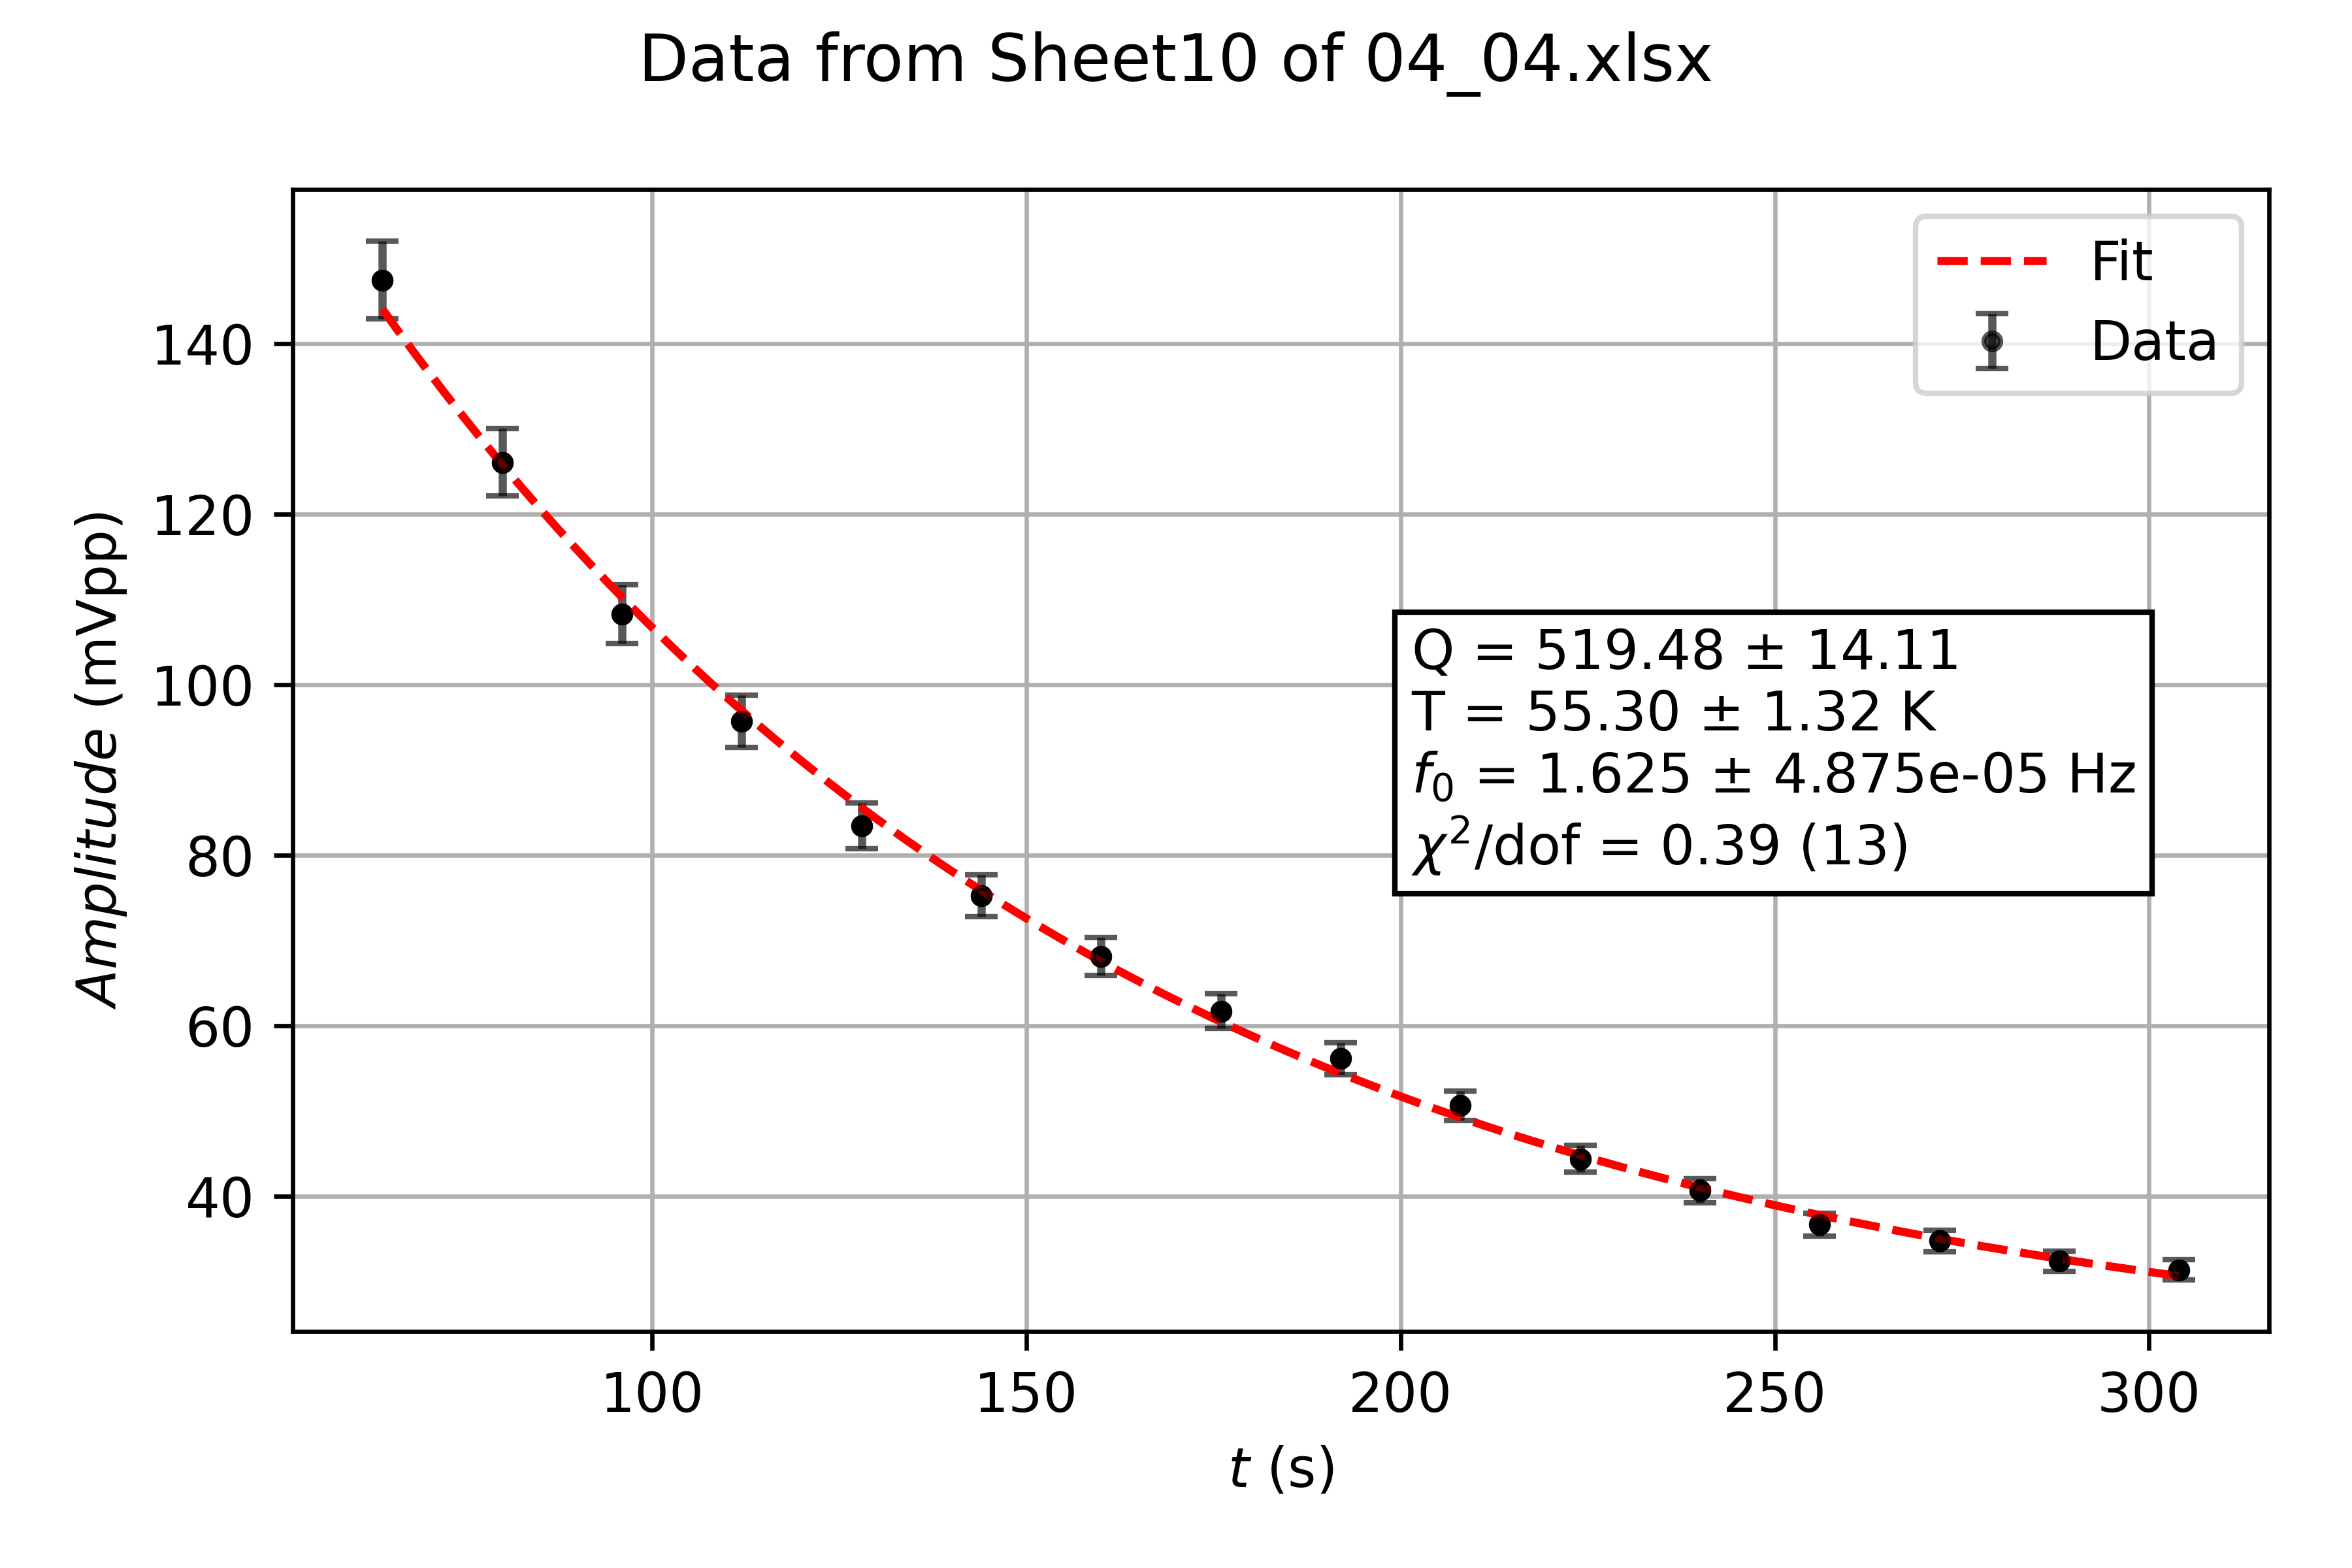 Data from Sheet10 of 04_04.xlsx
Fit
Data
140
120
100
80
60
40
Amplitude (mVpp)
Q = 519.48 ± 14.11
T = 55.30 ± 1.32 K
f₀ = 1.625 ± 4.875e-05 Hz
χ²/dof = 0.39 (13)
100 150 200 250 300
t (s)